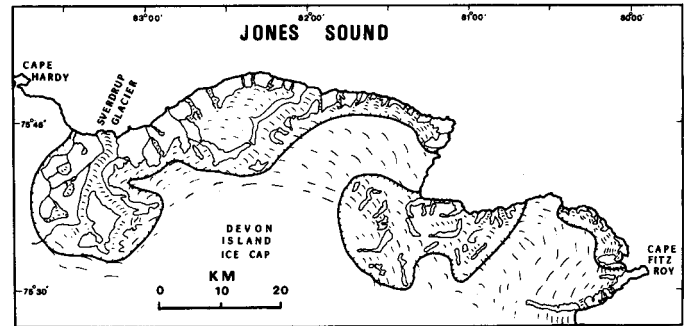 83°00'
82°00'
81°00'
80°00'
JONES SOUND
CAPE
HARDY
SVERDRUP
GLACIER
75°45'
DEVON
ISLAND
ICE CAP
KM
0 10 20
75°30'
CAPE
FITZ
ROY